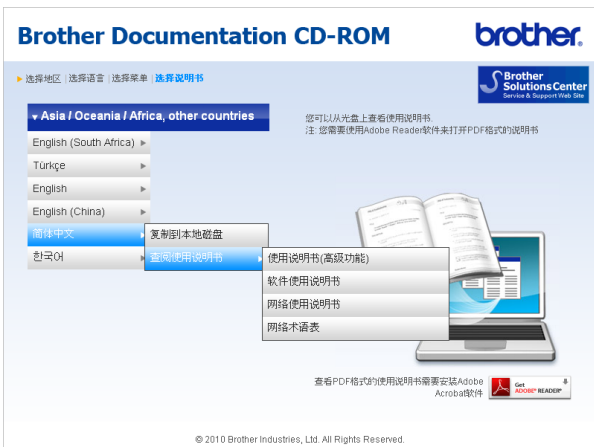 Brother Documentation CD-ROM
brother.
选择地区 | 选择语言 | 选择菜单 | 选择说明书
Brother
Solutions Center
Service & Support Web Site
Asia / Oceania / Africa, other countries
English (South Africa)
Türkçe
English
English (China)
简体中文
한국어
复制到本地磁盘
查阅使用说明书
使用说明书(高级功能)
软件使用说明书
网络使用说明书
网络术语表
您可以从光盘上查看使用说明书.
注: 您需要使用Adobe Reader软件来打开PDF格式的说明书
查看PDF格式的使用说明书需要安装Adobe
Acrobat软件
Get
ADOBE® READER®
© 2010 Brother Industries, Ltd. All Rights Reserved.